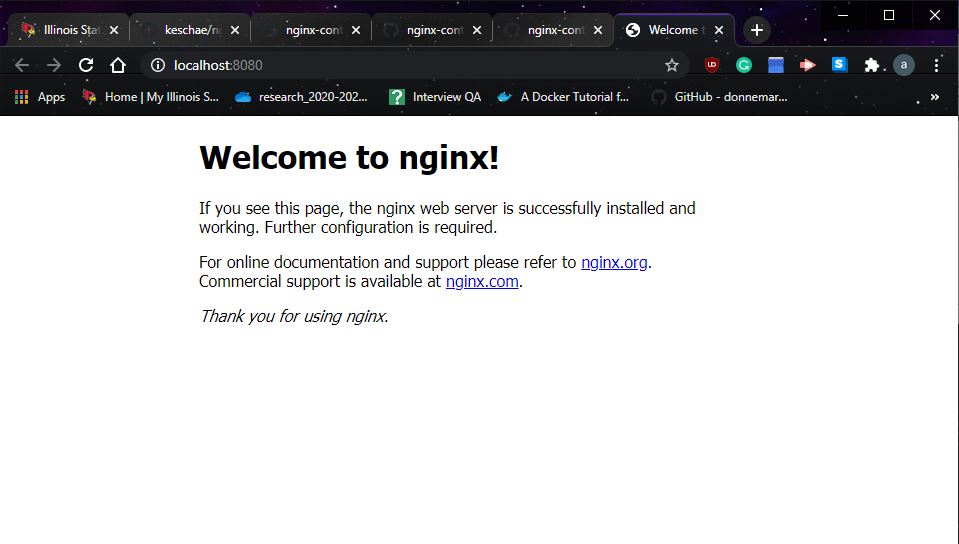 Illinois Sta
keschae/n
nginx-cont
nginx-cont
nginx-cont
Welcome t
localhost:8080
a
Apps
Home | My Illinois S...
research_2020-202...
Interview QA
A Docker Tutorial f...
GitHub - donnemar...
Welcome to nginx!
If you see this page, the nginx web server is successfully installed and
working. Further configuration is required.
For online documentation and support please refer to nginx.org.
Commercial support is available at nginx.com.
Thank you for using nginx.